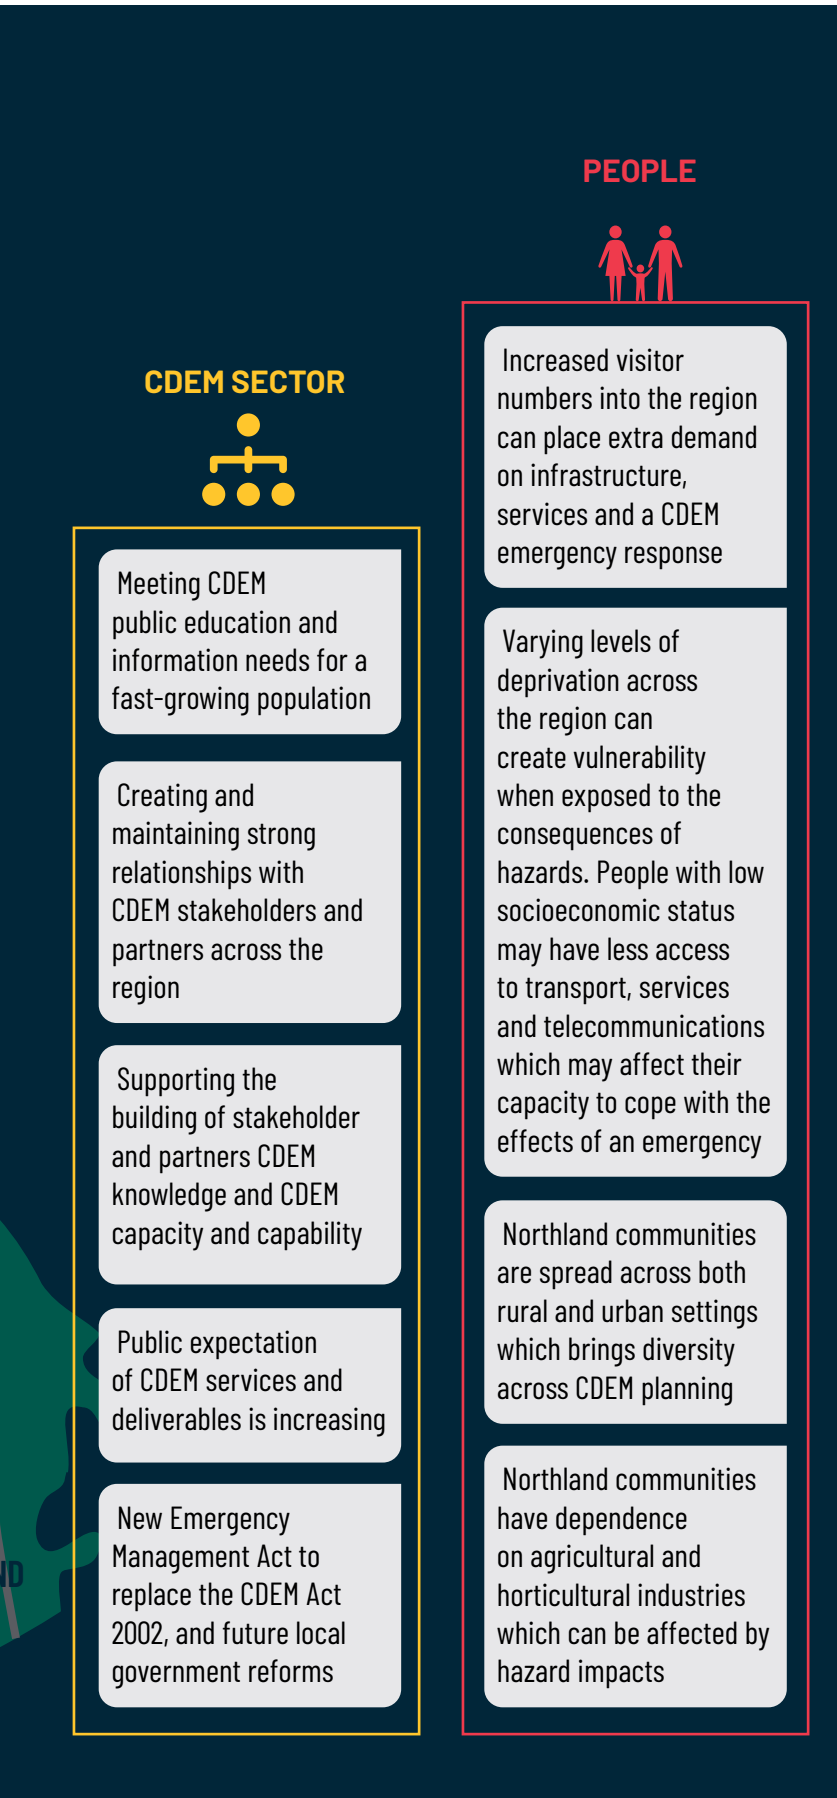 CDEM SECTOR
Meeting CDEM
public education and
information needs for a
fast-growing population
Creating and
maintaining strong
relationships with
CDEM stakeholders and
partners across the
region
Supporting the
building of stakeholder
and partners CDEM
knowledge and CDEM
capacity and capability
Public expectation
of CDEM services and
deliverables is increasing
New Emergency
Management Act to
replace the CDEM Act
2002, and future local
government reforms
PEOPLE
Increased visitor
numbers into the region
can place extra demand
on infrastructure,
services and a CDEM
emergency response
Varying levels of
deprivation across
the region can
create vulnerability
when exposed to the
consequences of
hazards. People with low
socioeconomic status
may have less access
to transport, services
and telecommunications
which may affect their
capacity to cope with the
effects of an emergency
Northland communities
are spread across both
rural and urban settings
which brings diversity
across CDEM planning
Northland communities
have dependence
on agricultural and
horticultural industries
which can be affected by
hazard impacts